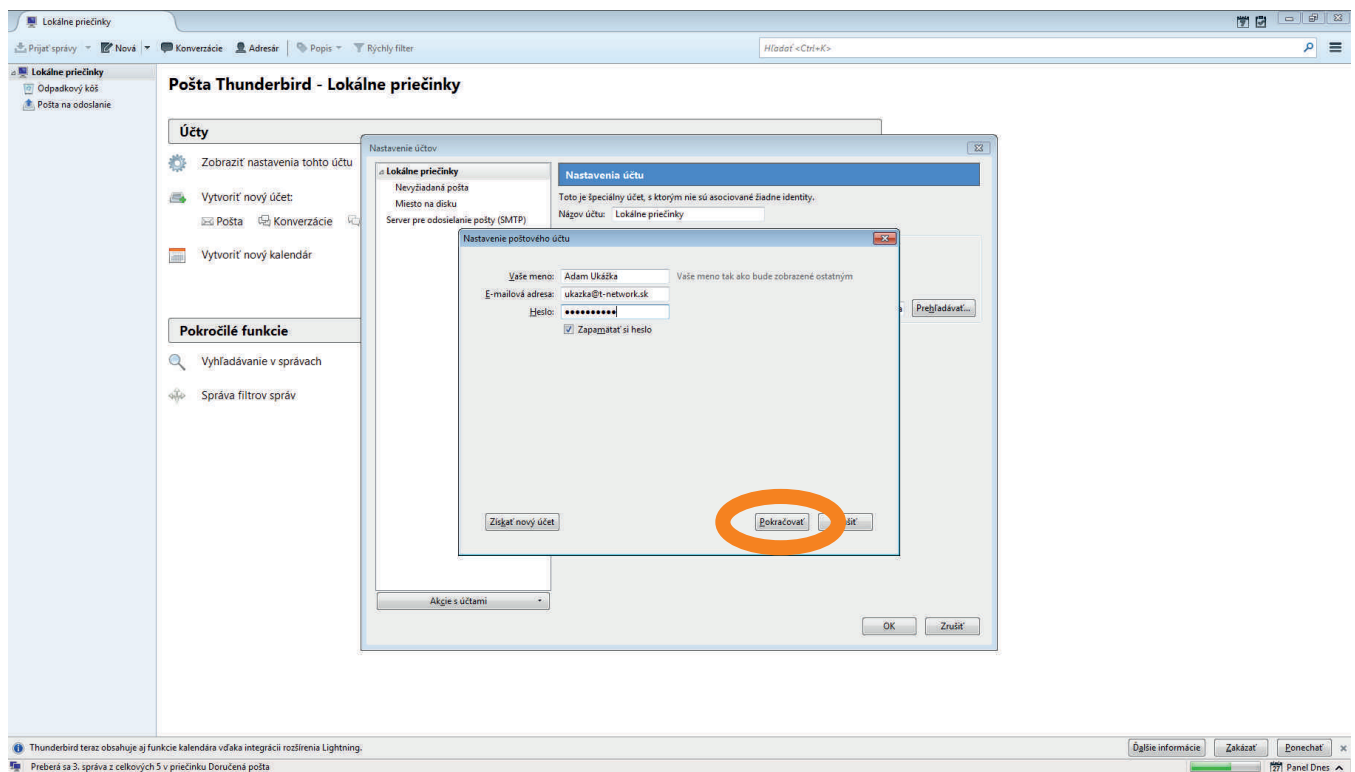 Lokálne priečinky
Prijať správy Nová Konverzácie Adresár Popis Rýchly filter Hľadať <Ctrl+K>
Lokálne priečinky
Odpadkový kôš
Pošta na odoslanie
Pošta Thunderbird - Lokálne priečinky
Účty
Zobraziť nastavenia tohto účtu
Vytvoriť nový účet:
Pošta Konverzácie
Vytvoriť nový kalendár
Pokročilé funkcie
Vyhľadávanie v správach
Správa filtrov správ
Nastavenie účtov
Lokálne priečinky
Nevyžiadaná pošta
Miesto na disku
Server pre odosielanie pošty (SMTP)
Nastavenia účtu
Toto je špeciálny účet, s ktorým nie sú asociované žiadne identity.
Názov účtu: Lokálne priečinky
Prehľadávať...
Nastavenie poštového účtu
Vaše meno: Adam Ukážka Vaše meno tak ako bude zobrazené ostatným
E-mailová adresa: ukazka@t-network.sk
Heslo: ••••••••••
Zapamätať si heslo
Získať nový účet Pokračovať
Akcie s účtami
OK Zrušiť
Thunderbird teraz obsahuje aj funkcie kalendára vďaka integrácii rozšírenia Lightning. Ďalšie informácie Zakázať Ponechať
Preberá sa 3. správa z celkových 5 v priečinku Doručená pošta 27 Panel Dnes